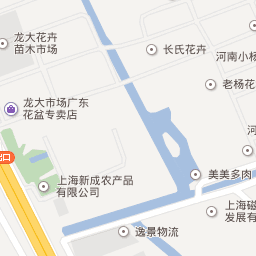 龙大花卉
苗木市场
长氏花卉
河南小杨
老杨花
龙大市场广东
花盆专卖店
出口
美美多肉
上海新成农产品
有限公司
上海磁
发展有
逸景物流